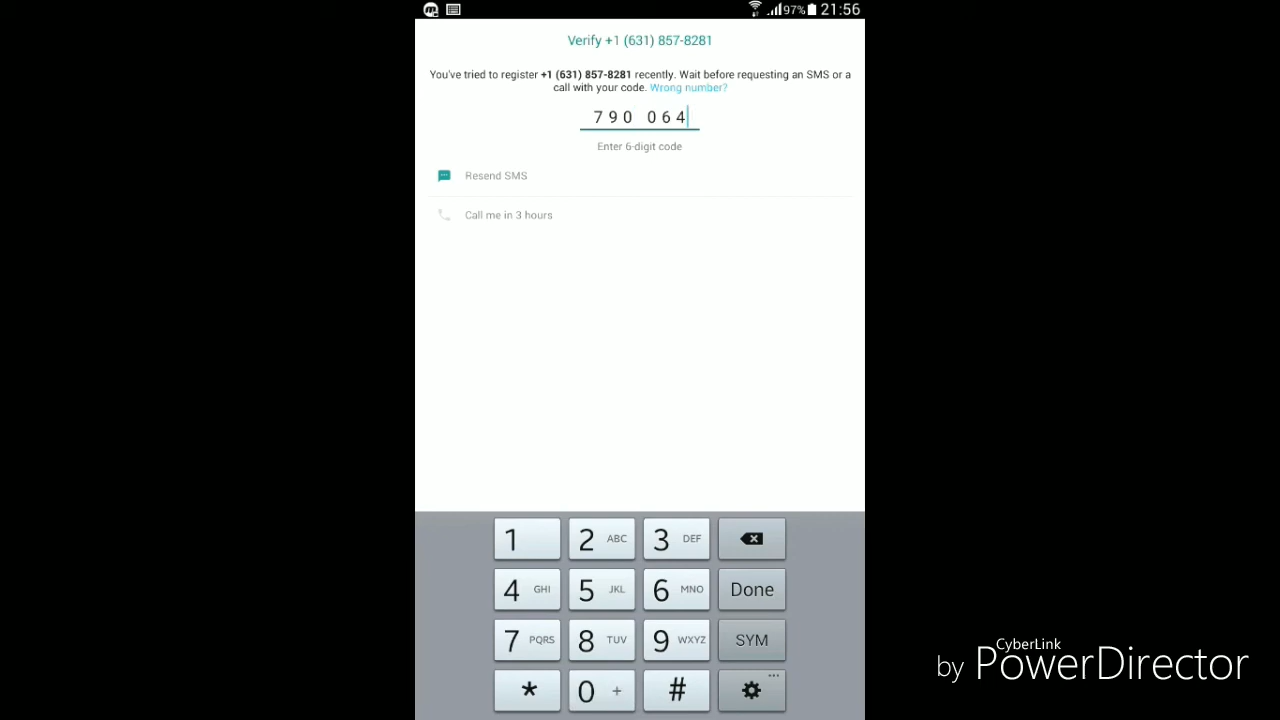 97% 21:56
Verify +1 (631) 857-8281
You've tried to register +1 (631) 857-8281 recently. Wait before requesting an SMS or a
call with your code. Wrong number?
790 064
Enter 6-digit code
Resend SMS
Call me in 3 hours
1 2 ABC 3 DEF
4 GHI 5 JKL 6 MNO Done
7 PQRS 8 TUV 9 WXYZ SYM
* 0 + # ...
CyberLink
by PowerDirector